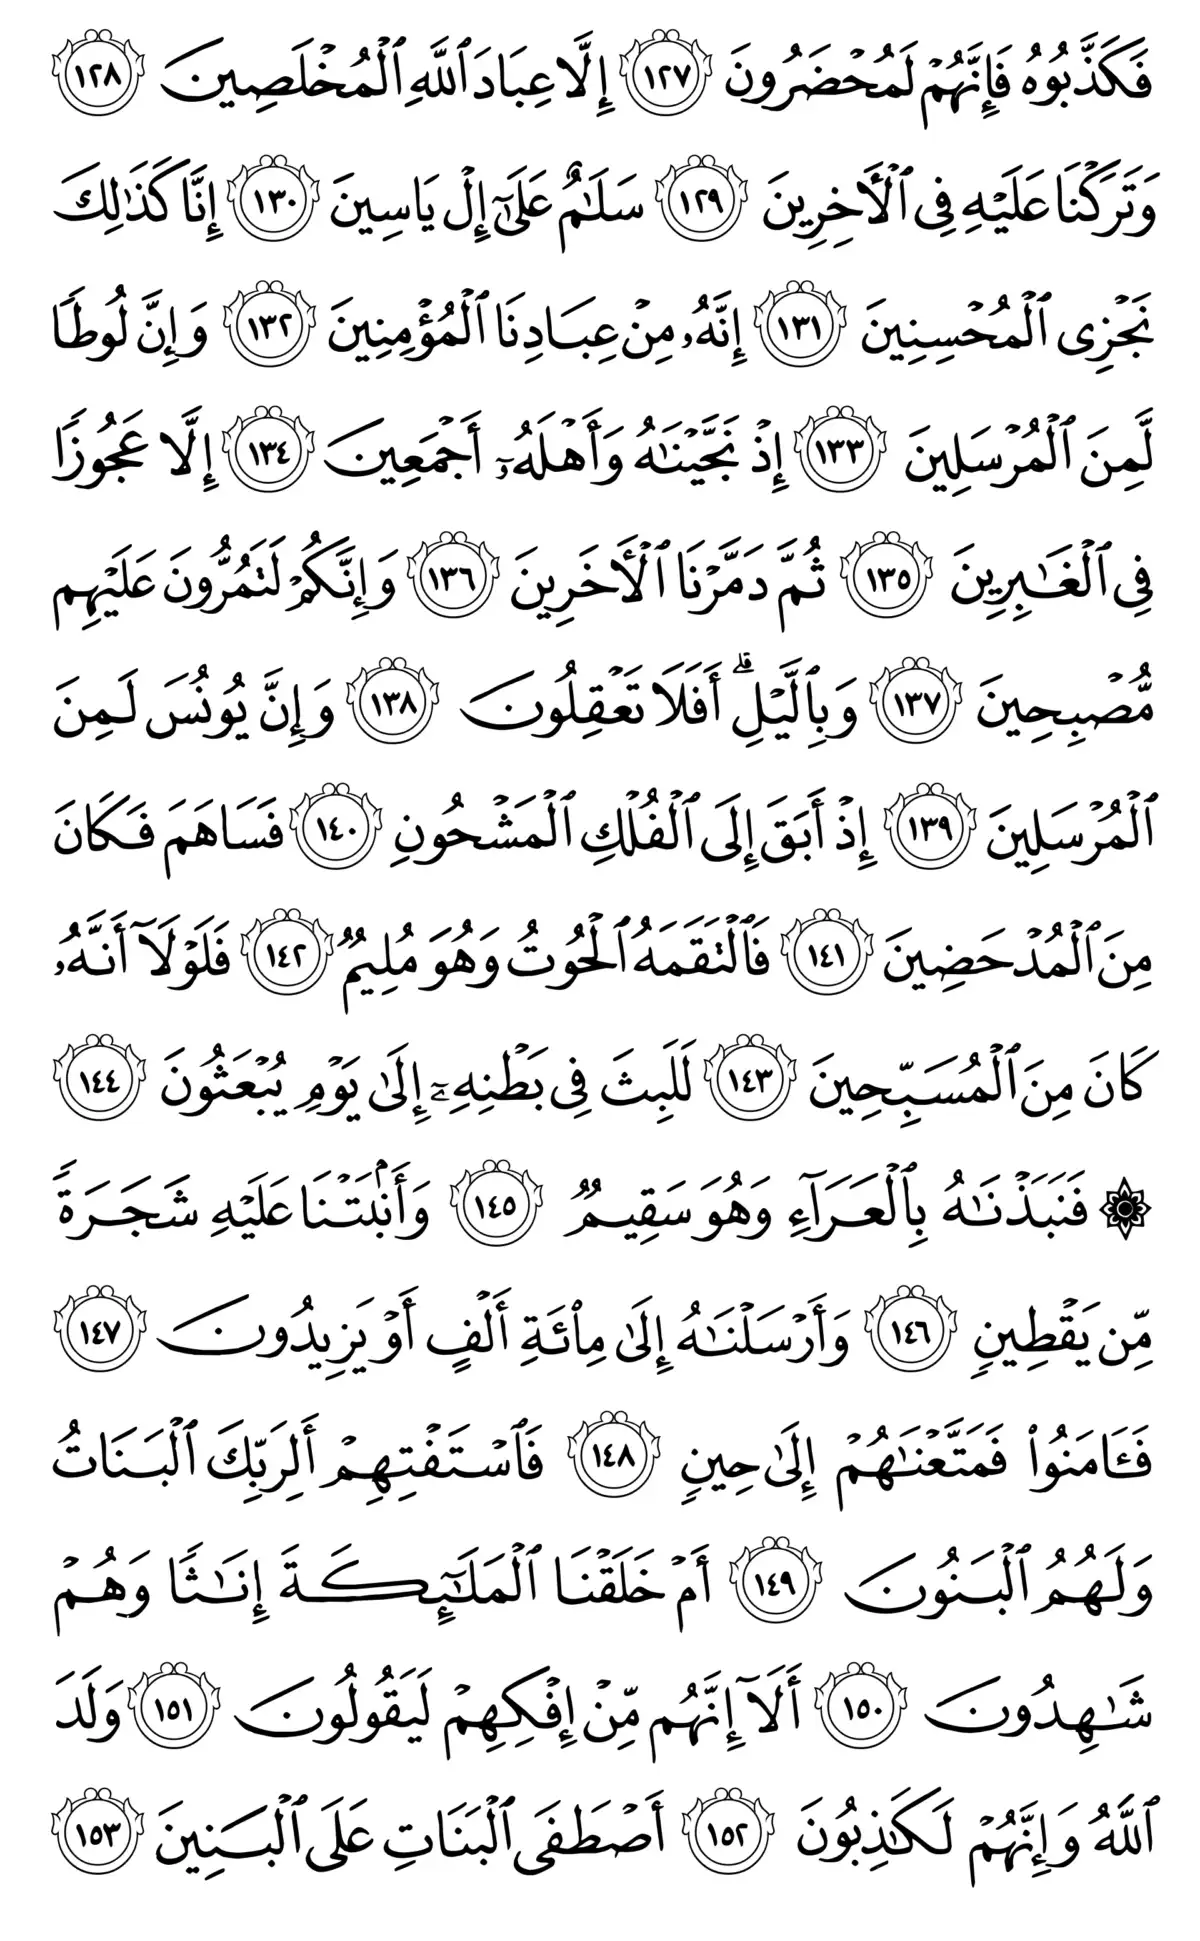 فَكَذَّبُوهُ فَإِنَّهُمْ لَمُحْضَرُونَ ١٢٧ إِلَّا عِبَادَ ٱللَّهِ ٱلْمُخْلَصِينَ ١٢٨
وَتَرَكْنَا عَلَيْهِ فِى ٱلْأَخِرِينَ ١٢٩ سَلَـٰمٌ عَلَىٰٓ إِلْ يَاسِينَ ١٣٠ إِنَّا كَذَٰلِكَ
نَجْزِى ٱلْمُحْسِنِينَ ١٣١ إِنَّهُۥ مِنْ عِبَادِنَا ٱلْمُؤْمِنِينَ ١٣٢ وَإِنَّ لُوطًا
لَّمِنَ ٱلْمُرْسَلِينَ ١٣٣ إِذْ نَجَّيْنَـٰهُ وَأَهْلَهُۥٓ أَجْمَعِينَ ١٣٤ إِلَّا عَجُوزًا
فِى ٱلْغَـٰبِرِينَ ١٣٥ ثُمَّ دَمَّرْنَا ٱلْأَخَرِينَ ١٣٦ وَإِنَّكُمْ لَتَمُرُّونَ عَلَيْهِم
مُّصْبِحِينَ ١٣٧ وَبِٱلَّيْلِ ۗ أَفَلَا تَعْقِلُونَ ١٣٨ وَإِنَّ يُونُسَ لَمِنَ
ٱلْمُرْسَلِينَ ١٣٩ إِذْ أَبَقَ إِلَى ٱلْفُلْكِ ٱلْمَشْحُونِ ١٤٠ فَسَاهَمَ فَكَانَ
مِنَ ٱلْمُدْحَضِينَ ١٤١ فَٱلْتَقَمَهُ ٱلْحُوتُ وَهُوَ مُلِيمٌ ١٤٢ فَلَوْلَآ أَنَّهُۥ
كَانَ مِنَ ٱلْمُسَبِّحِينَ ١٤٣ لَلَبِثَ فِى بَطْنِهِۦٓ إِلَىٰ يَوْمِ يُبْعَثُونَ ١٤٤
۞ فَنَبَذْنَـٰهُ بِٱلْعَرَآءِ وَهُوَ سَقِيمٌ ١٤٥ وَأَنۢبَتْنَا عَلَيْهِ شَجَرَةً
مِّن يَقْطِينٍ ١٤٦ وَأَرْسَلْنَـٰهُ إِلَىٰ مِا۟ئَةِ أَلْفٍ أَوْ يَزِيدُونَ ١٤٧
فَـَٔامَنُوا۟ فَمَتَّعْنَـٰهُمْ إِلَىٰ حِينٍ ١٤٨ فَٱسْتَفْتِهِمْ أَلِرَبِّكَ ٱلْبَنَاتُ
وَلَهُمُ ٱلْبَنُونَ ١٤٩ أَمْ خَلَقْنَا ٱلْمَلَـٰٓئِكَةَ إِنَـٰثًا وَهُمْ
شَـٰهِدُونَ ١٥٠ أَلَآ إِنَّهُم مِّنْ إِفْكِهِمْ لَيَقُولُونَ ١٥١ وَلَدَ
ٱللَّهُ وَإِنَّهُمْ لَكَـٰذِبُونَ ١٥٢ أَصْطَفَى ٱلْبَنَاتِ عَلَى ٱلْبَنِينَ ١٥٣